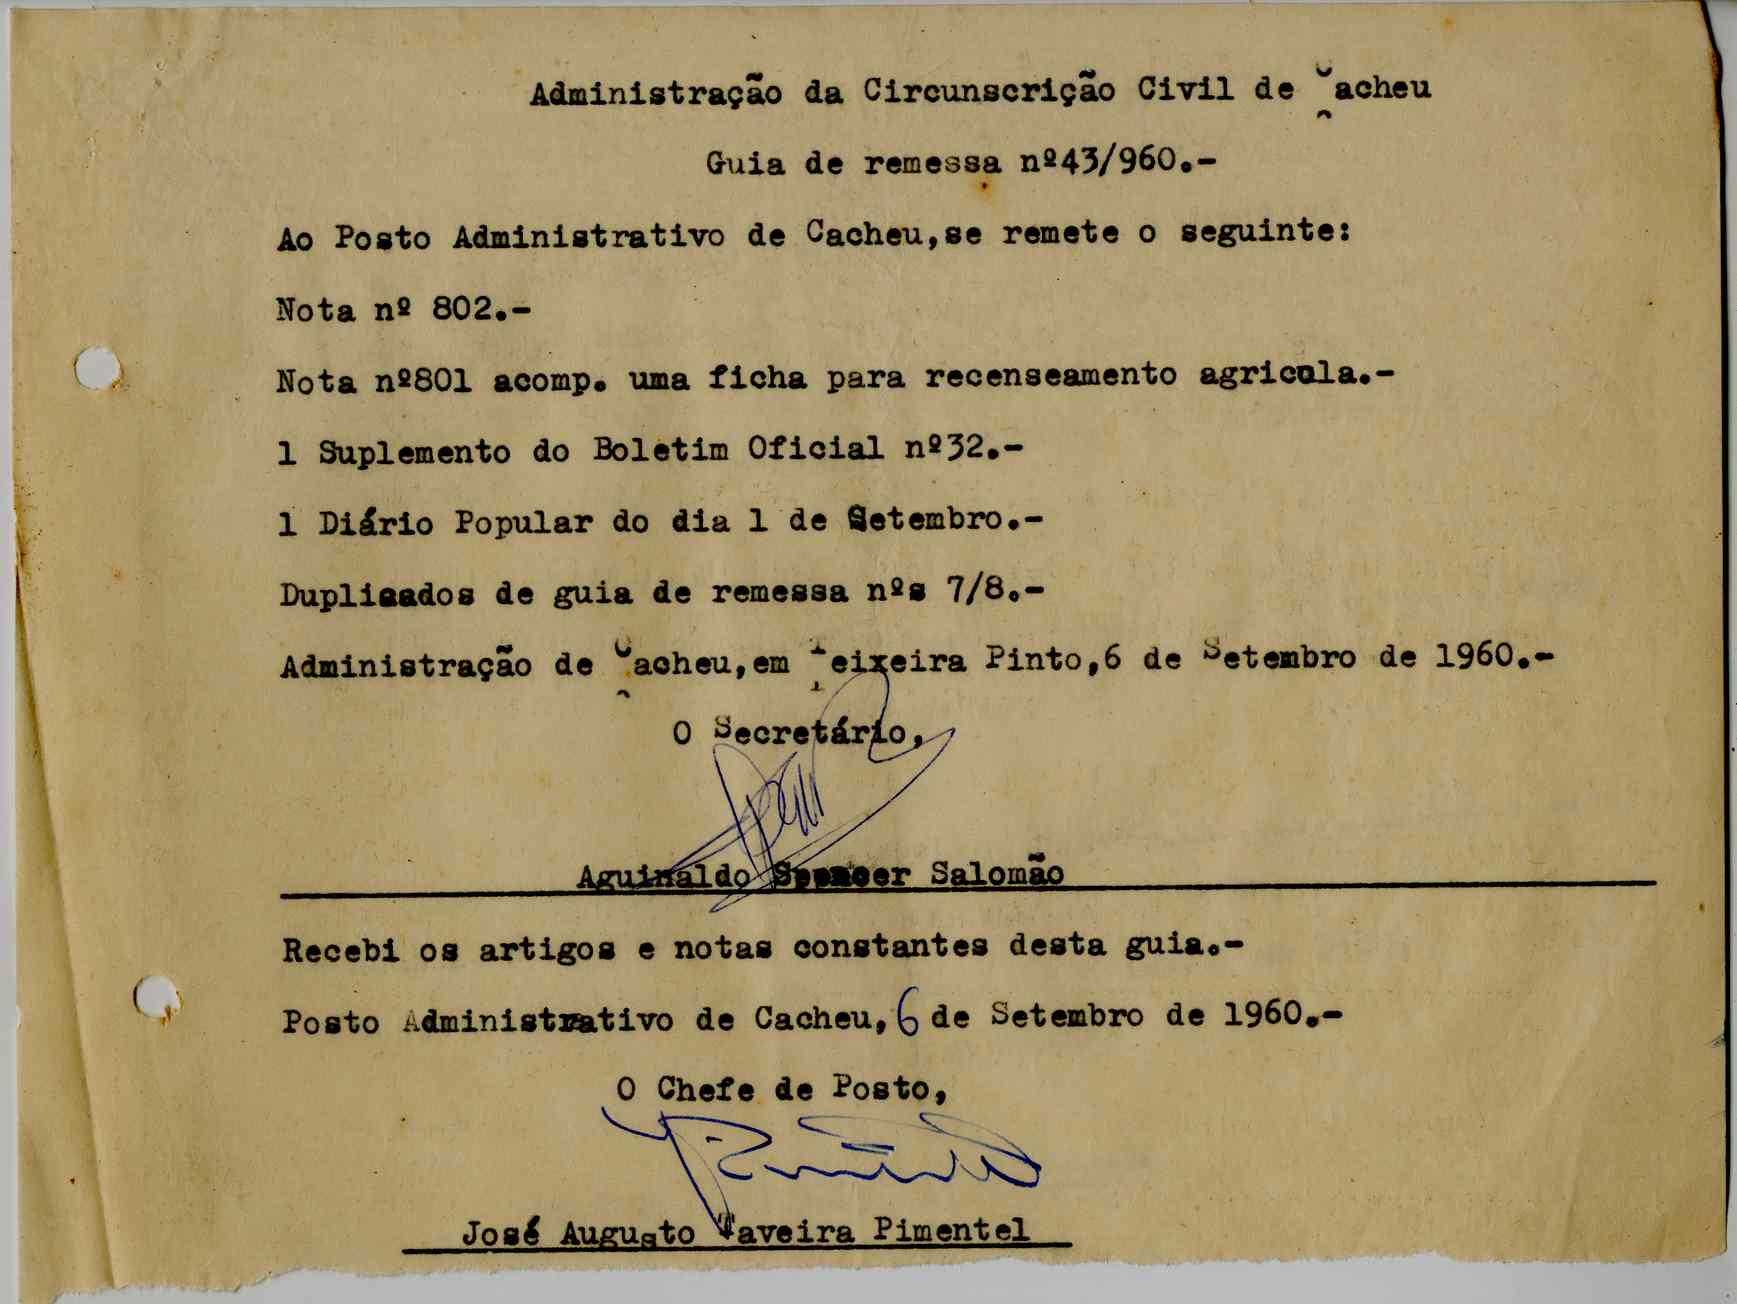 Administração da Circunscrição Civil de Cacheu
Guia de remessa nº43/960.-
Ao Posto Administrativo de Cacheu,se remete o seguinte:
Nota nº 802.-
Nota nº801 acomp. uma ficha para recenseamento agricola.-
1 Suplemento do Boletim Oficial nº32.-
1 Diário Popular do dia 1 de Setembro.-
Duplicados de guia de remessa nºs 7/8.-
Administração de Cacheu,em Teixeira Pinto,6 de Setembro de 1960.-
O Secretário,
Aguinaldo Spencer Salomão
Recebi os artigos e notas constantes desta guia.-
Posto Administrativo de Cacheu, 6 de Setembro de 1960.-
O Chefe de Posto,
José Augusto Taveira Pimentel